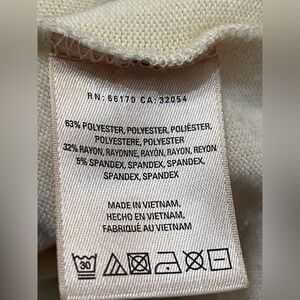 RN: 56170 CA: 32054
63% POLYESTER, POLYESTER, POLIÉSTER,
POLYESTERE, POLYESTER
32% RAYON, RAYONNE, RAYÓN, RAYON, REYON
5% SPANDEX, SPANDEX, SPANDEX,
SPANDEX, SPANDEX
MADE IN VIETNAM,
HECHO EN VIETNAM,
FABRIQUÉ AU VIETNAM
30